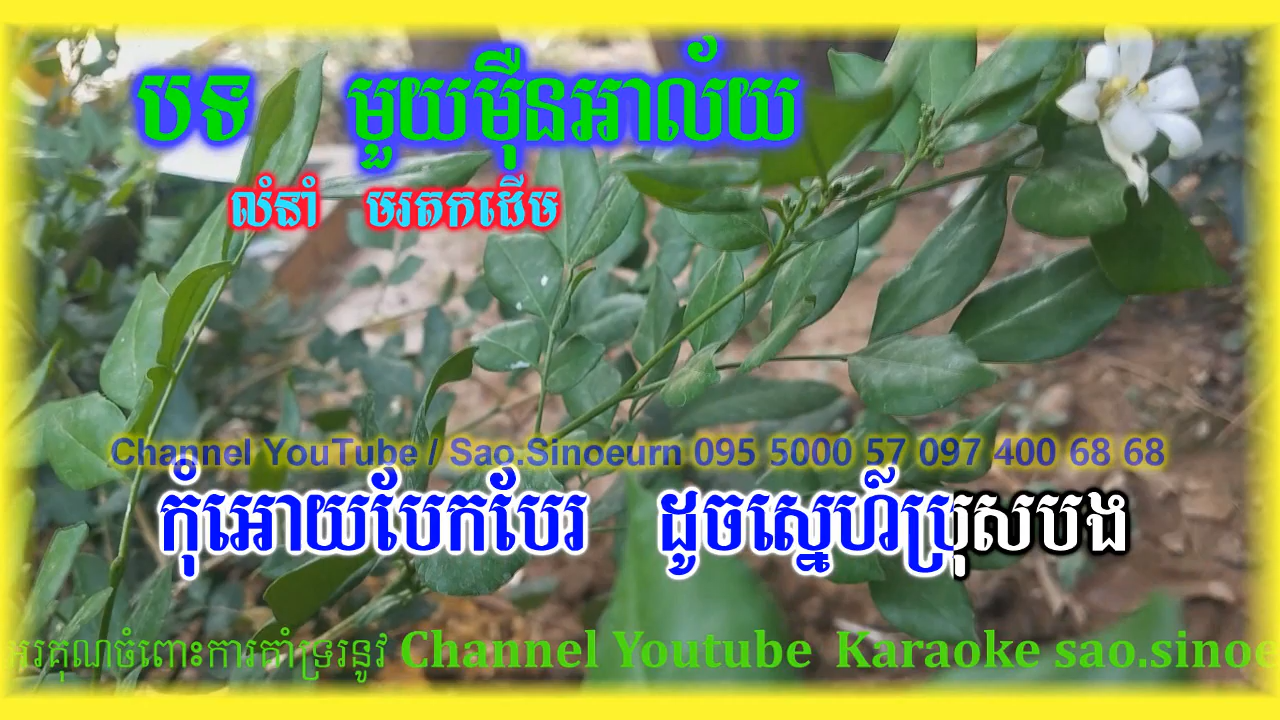 បទ មួយម៉ឺនអាល័យ
លំនាំ មរតកដើម
Channel YouTube / Sao.Sinoeurn 095 5000 57 097 400 68 68
កុំអោយបែកបែរ ដូចស្នេហ៍ប្រុសបង
អរគុណចំពោះការគាំទ្រនូវ Channel Youtube Karaoke sao.sinoe